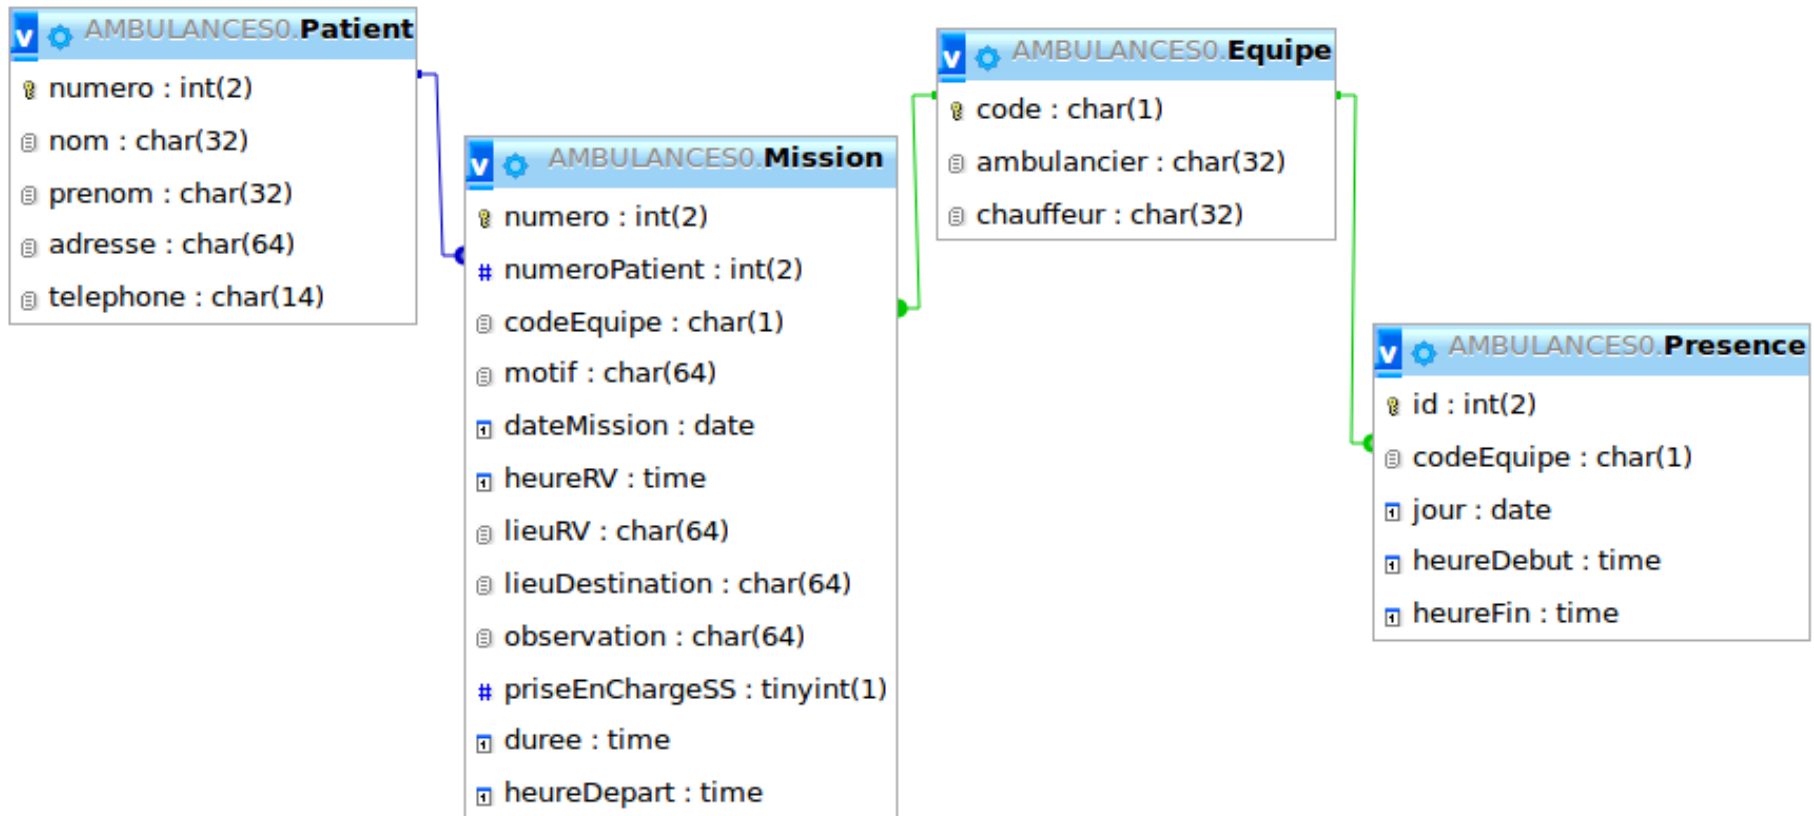 AMBULANCES0.Patient
numero : int(2)
nom : char(32)
prenom : char(32)
adresse : char(64)
telephone : char(14)
AMBULANCES0.Mission
numero : int(2)
# numeroPatient : int(2)
codeEquipe : char(1)
motif : char(64)
dateMission : date
heureRV : time
lieuRV : char(64)
lieuDestination : char(64)
observation : char(64)
# priseEnChargeSS : tinyint(1)
duree : time
heureDepart : time
AMBULANCES0.Equipe
code : char(1)
ambulancier : char(32)
chauffeur : char(32)
AMBULANCES0.Presence
id : int(2)
codeEquipe : char(1)
jour : date
heureDebut : time
heureFin : time